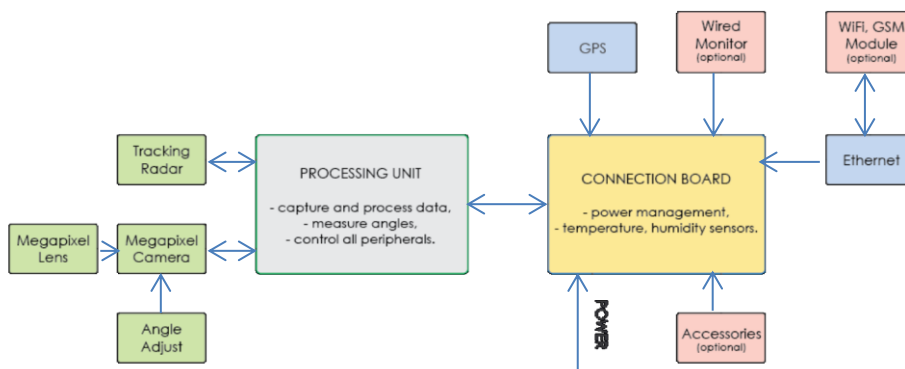 GPS
Wired
Monitor
(optional)
WiFi, GSM
Module
(optional)
Tracking
Radar
PROCESSING UNIT
- capture and process data,
- measure angles,
- control all peripherals.
CONNECTION BOARD
- power management,
- temperature, humidity sensors.
Ethernet
Megapixel
Lens
Megapixel
Camera
Angle
Adjust
POWER
Accessories
(optional)